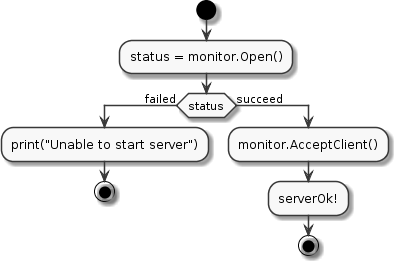 status = monitor.Open()
failed
status
succeed
print("Unable to start server")
monitor.AcceptClient()
serverOk!